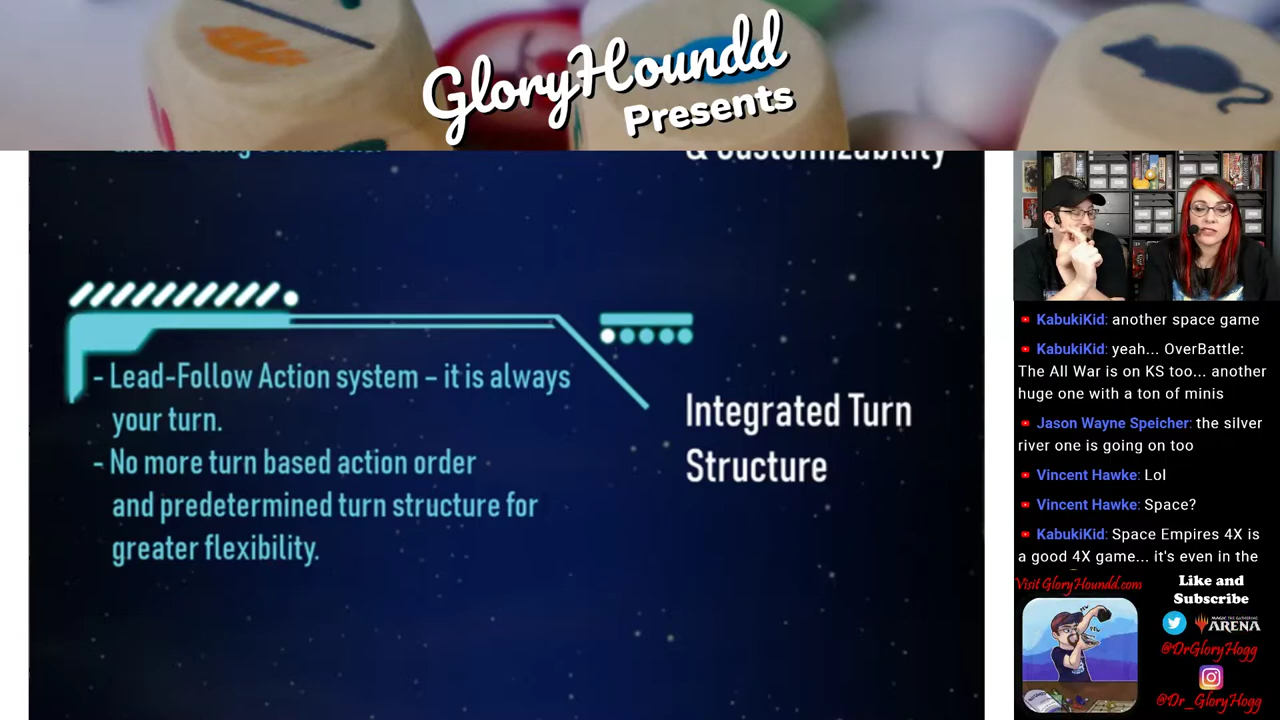 GloryHoundd
Presents
& Customizability
- Lead-Follow Action system – it is always
your turn.
- No more turn based action order
and predetermined turn structure for
greater flexibility.
Integrated Turn
Structure
KabukiKid: another space game
KabukiKid: yeah... OverBattle:
The All War is on KS too... another
huge one with a ton of minis
Jason Wayne Speicher: the silver
river one is going on too
Vincent Hawke: Lol
Vincent Hawke: Space?
KabukiKid: Space Empires 4X is
a good 4X game... it's even in the
Visit GloryHoundd.com
Like and
Subscribe
MAGIC THE GATHERING
ARENA
@DrGloryHogg
@Dr_GloryHogg